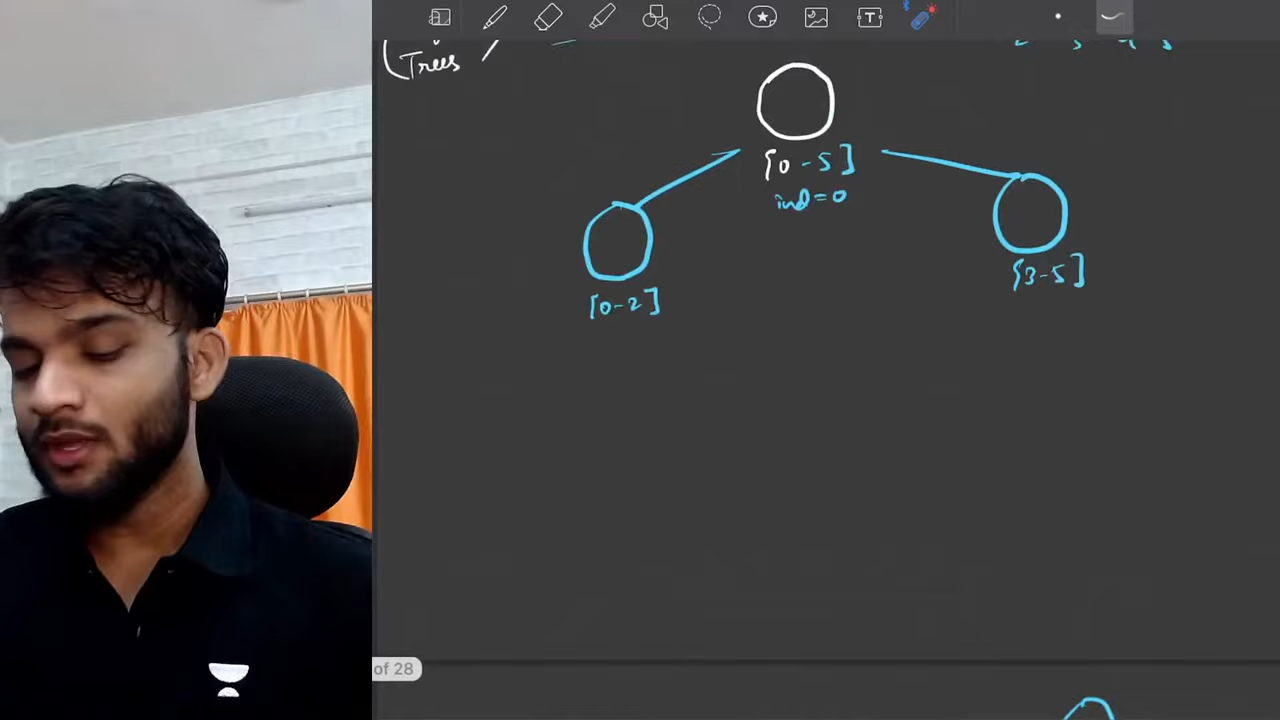 Trees
[0-5]
ind=0
[0-2]
[3-5]
of 28